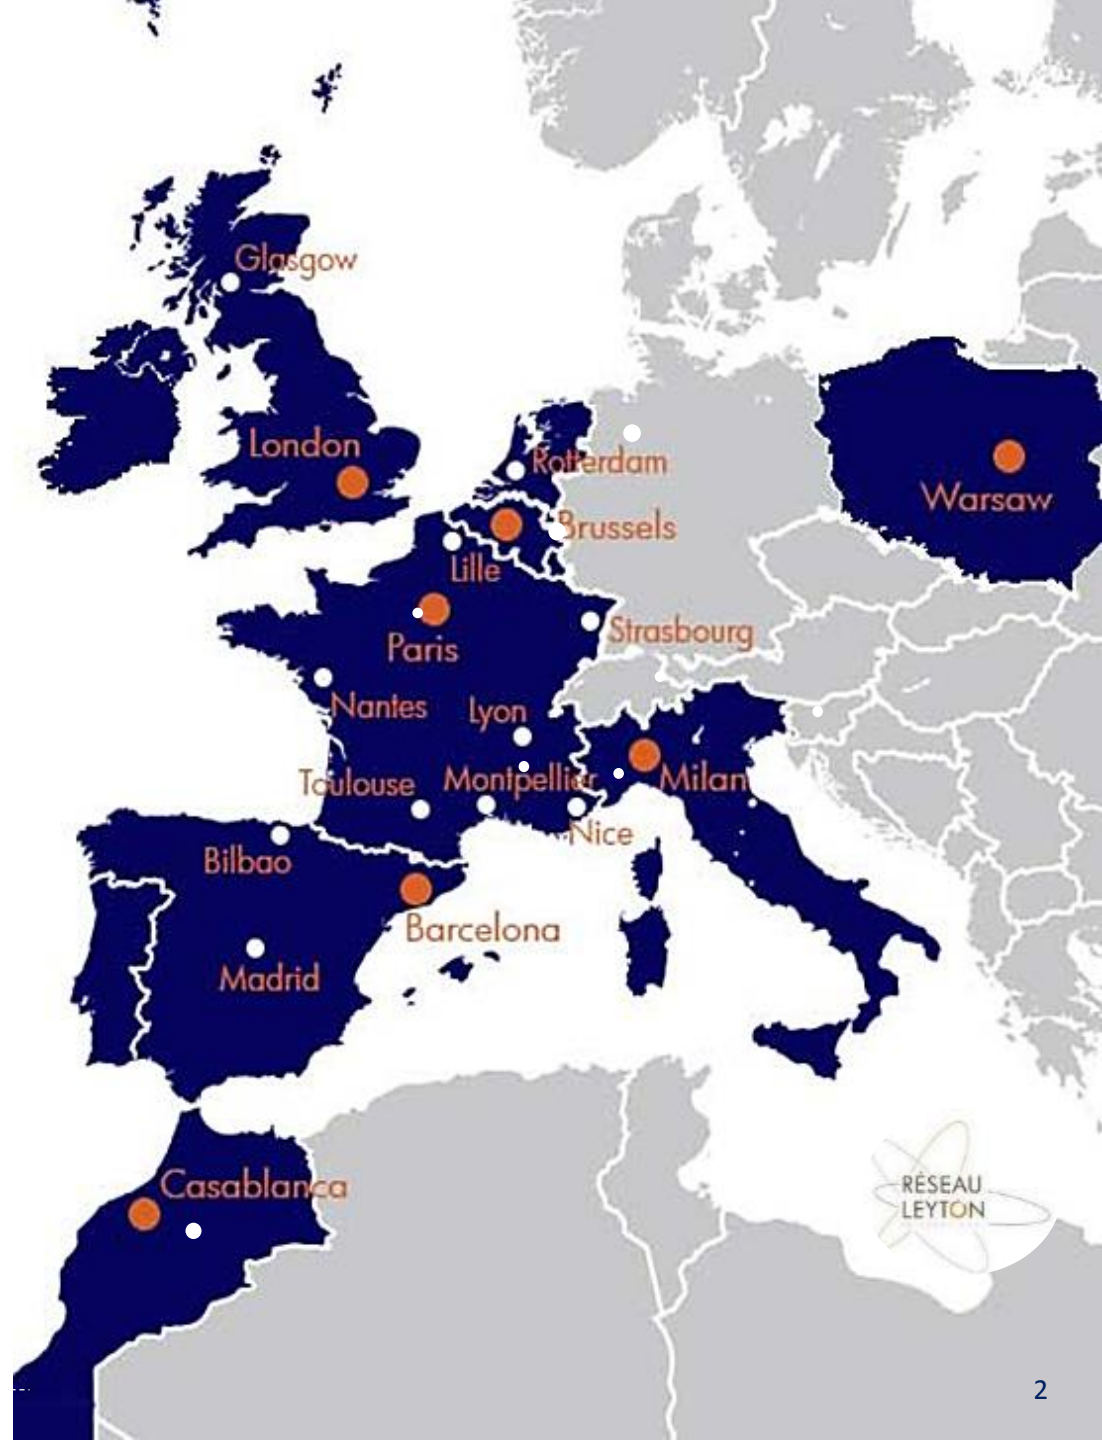 Glasgow
London
Rotterdam
Warsaw
Brussels
Lille
Strasbourg
Paris
Nantes
Lyon
Toulouse
Montpellier
Milan
Nice
Bilbao
Barcelona
Madrid
Casablanca
RÉSEAU
LEYTON
2